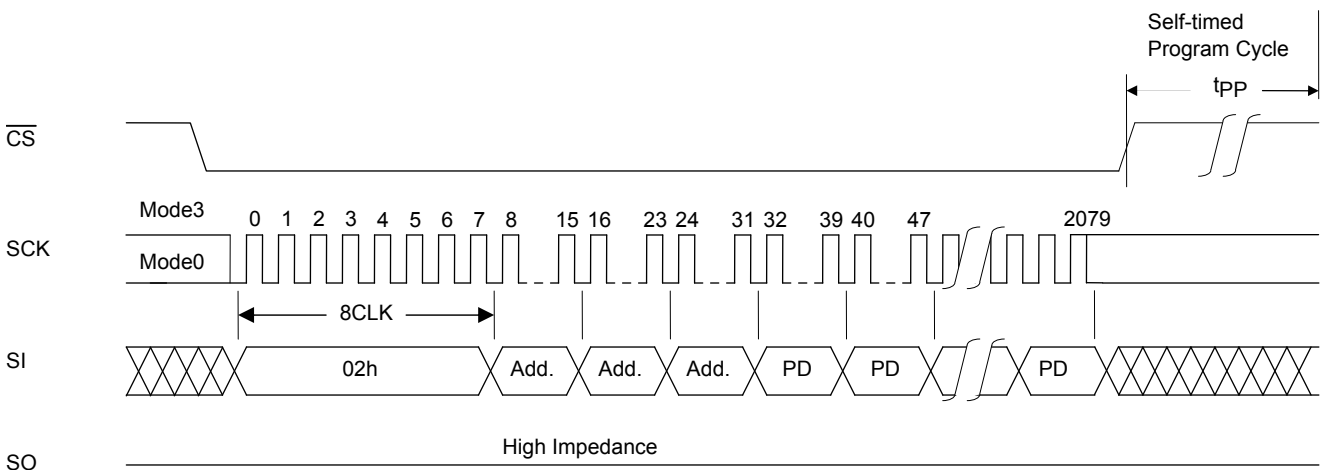 Self-timed
Program Cycle
tPP
CS
Mode3
0 1 2 3 4 5 6 7 8 15 16 23 24 31 32 39 40 47 2079
SCK
Mode0
8CLK
SI
02h Add. Add. Add. PD PD PD
High Impedance
SO